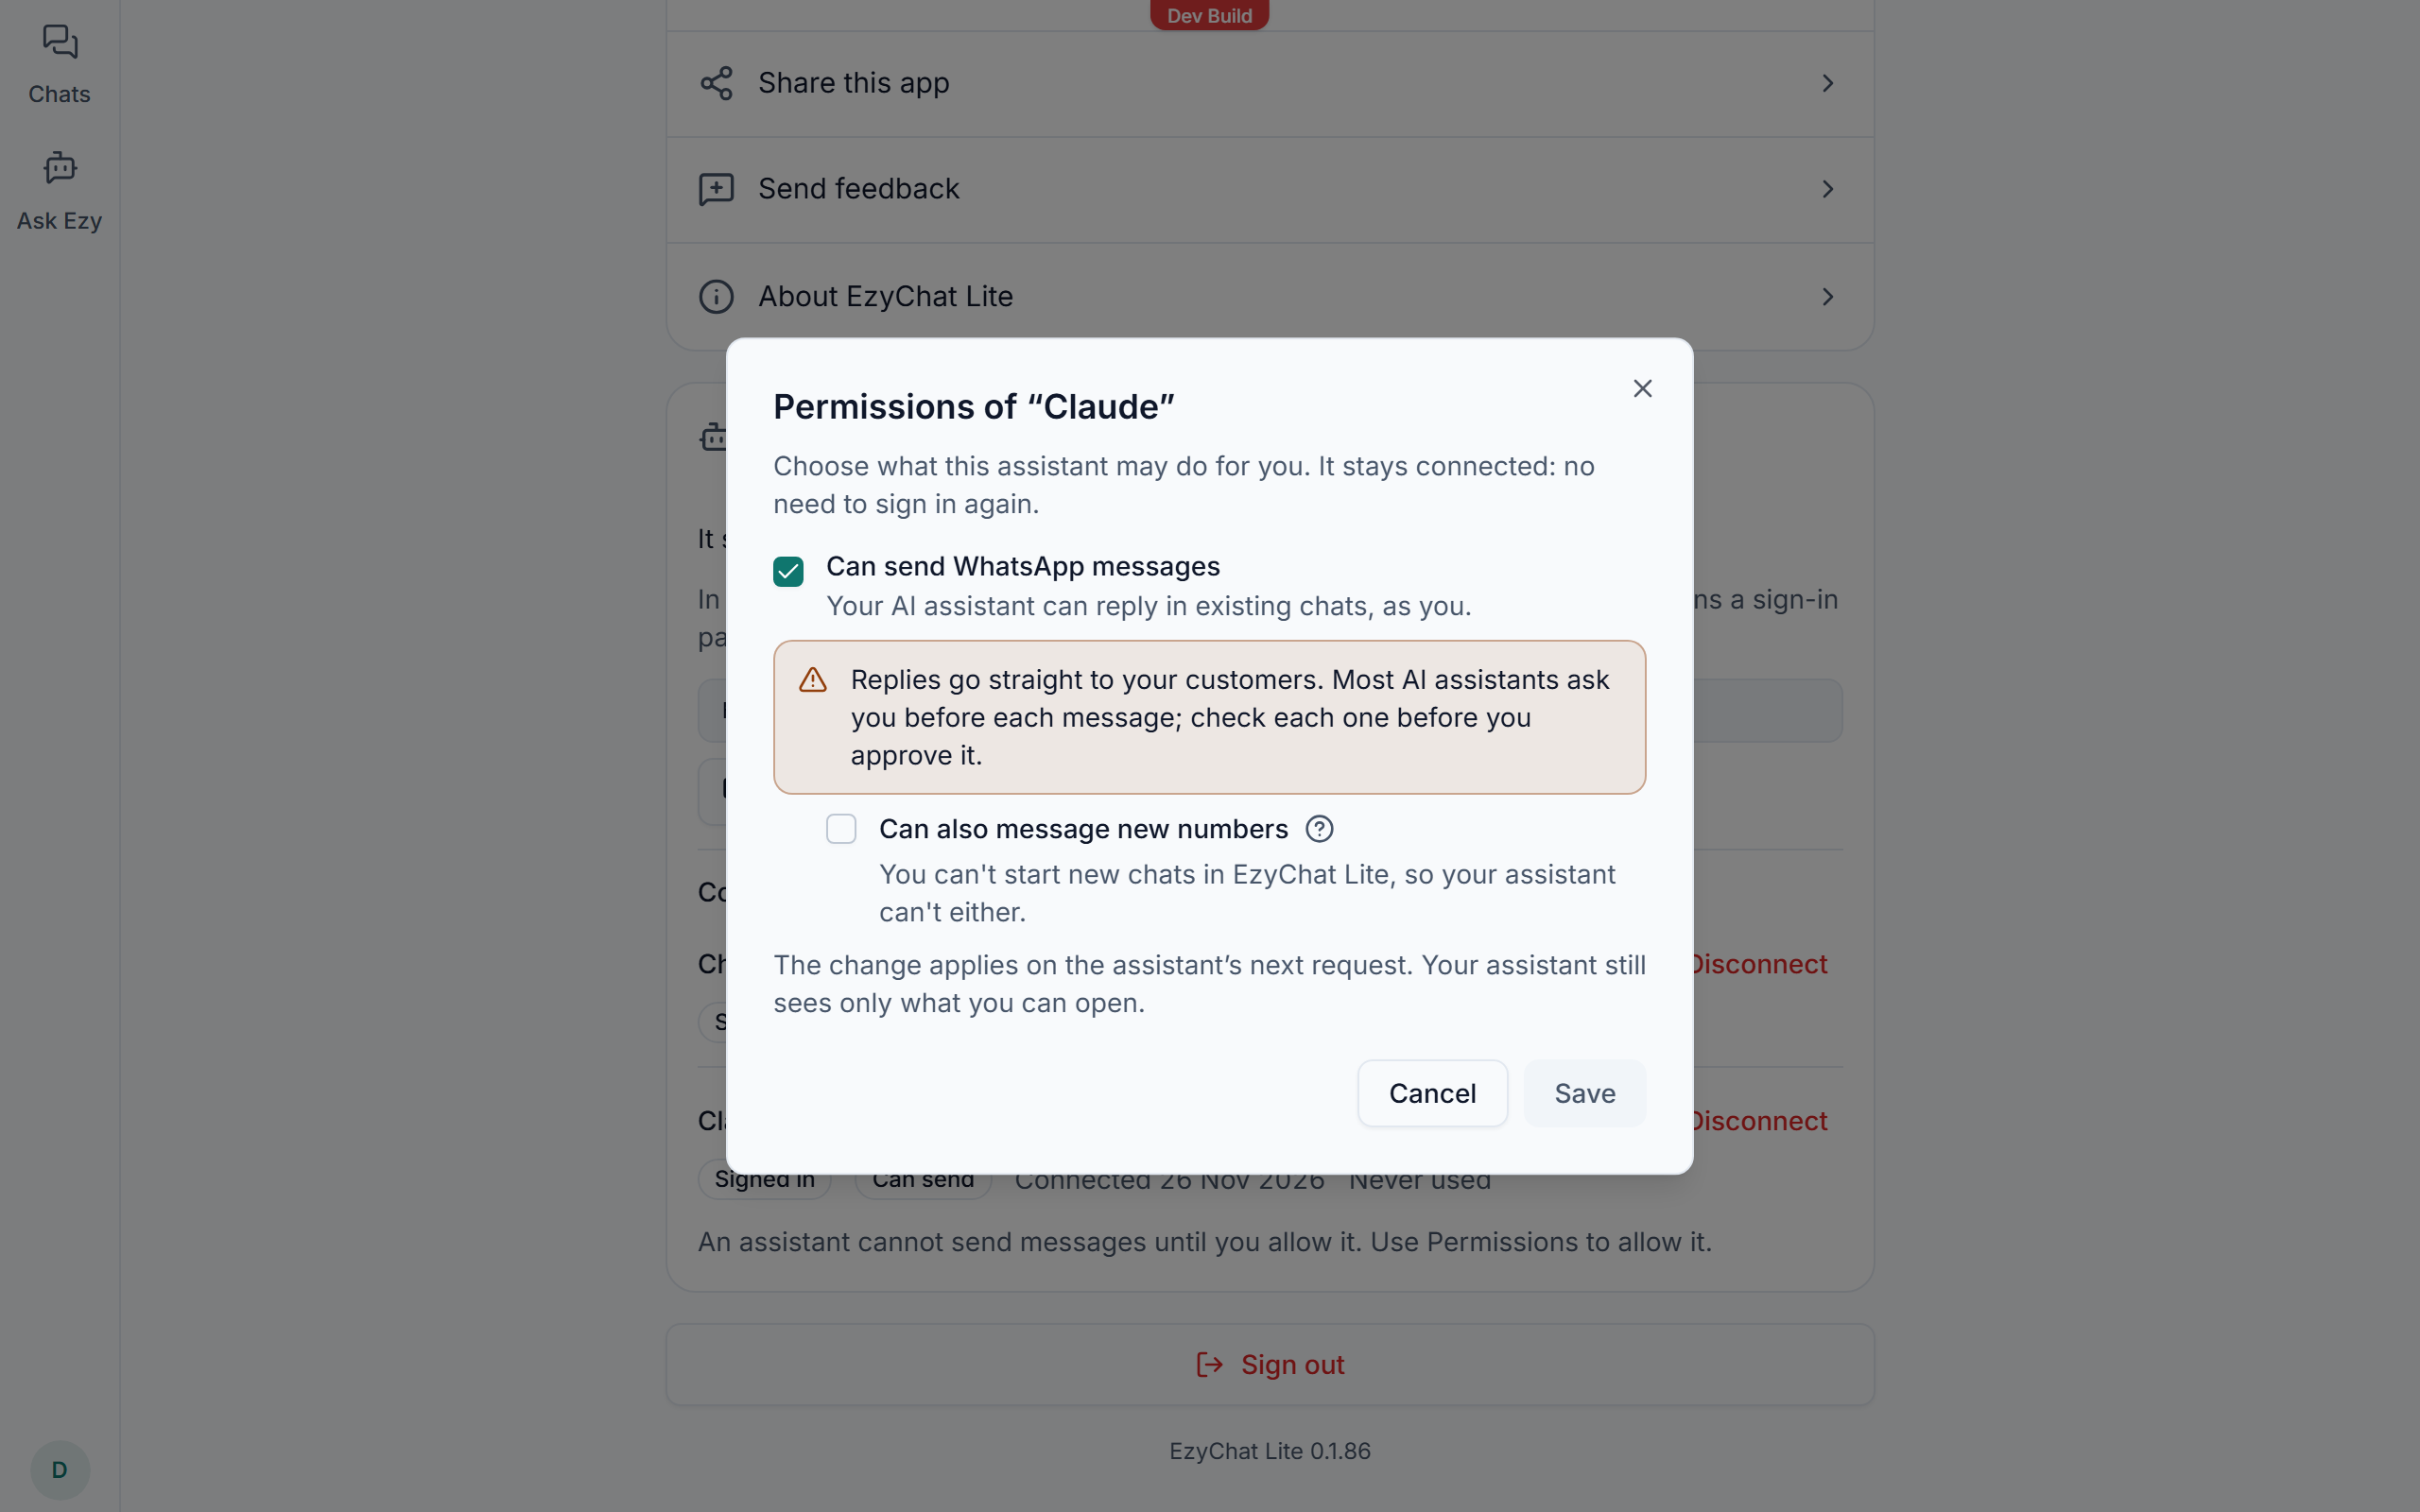 Dev Build
Chats
Ask Ezy
Share this app
Send feedback
About EzyChat Lite
Permissions of “Claude”
Choose what this assistant may do for you. It stays connected: no
need to sign in again.
Can send WhatsApp messages
Your AI assistant can reply in existing chats, as you.
Replies go straight to your customers. Most AI assistants ask
you before each message; check each one before you
approve it.
Can also message new numbers
You can't start new chats in EzyChat Lite, so your assistant
can't either.
The change applies on the assistant’s next request. Your assistant still
sees only what you can open.
Cancel
Save
It
In
a sign-in
Disconnect
Disconnect
Signed in
Can send
Connected 26 Nov 2026
Never used
An assistant cannot send messages until you allow it. Use Permissions to allow it.
Sign out
EzyChat Lite 0.1.86
D